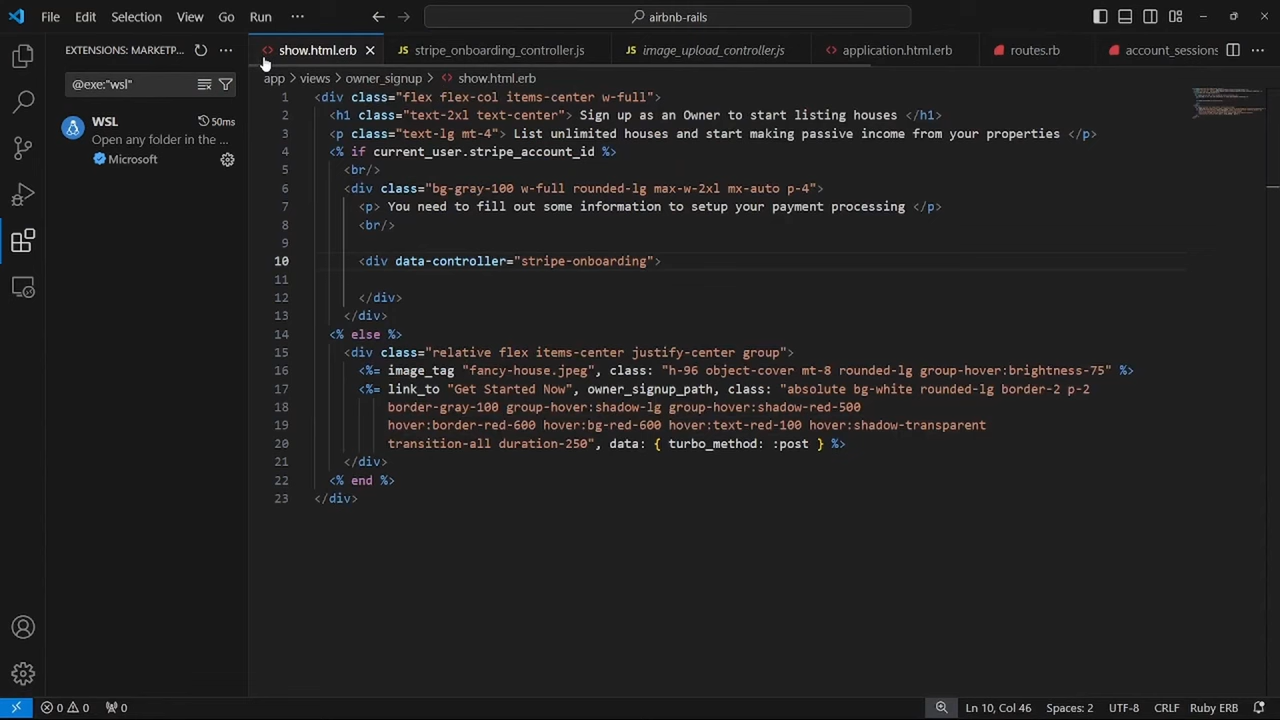 File Edit Selection View Go Run ··· airbnb-rails
EXTENSIONS: MARKETP... ···
@exe:"wsl"
WSL 50ms
Open any folder in the ...
Microsoft
show.html.erb stripe_onboarding_controller.js image_upload_controller.js application.html.erb routes.rb account_sessions
app > views > owner_signup > show.html.erb
1 <div class="flex flex-col items-center w-full">
2 <h1 class="text-2xl text-center"> Sign up as an Owner to start listing houses </h1>
3 <p class="text-lg mt-4"> List unlimited houses and start making passive income from your properties </p>
4 <% if current_user.stripe_account_id %>
5 <br/>
6 <div class="bg-gray-100 w-full rounded-lg max-w-2xl mx-auto p-4">
7 <p> You need to fill out some information to setup your payment processing </p>
8 <br/>
9
10 <div data-controller="stripe-onboarding">
11
12 </div>
13 </div>
14 <% else %>
15 <div class="relative flex items-center justify-center group">
16 <%= image_tag "fancy-house.jpeg", class: "h-96 object-cover mt-8 rounded-lg group-hover:brightness-75" %>
17 <%= link_to "Get Started Now", owner_signup_path, class: "absolute bg-white rounded-lg border-2 p-2
18 border-gray-100 group-hover:shadow-lg group-hover:shadow-red-500
19 hover:border-red-600 hover:bg-red-600 hover:text-red-100 hover:shadow-transparent
20 transition-all duration-250", data: { turbo_method: :post } %>
21 </div>
22 <% end %>
23 </div>
0 0 0 Ln 10, Col 46 Spaces: 2 UTF-8 CRLF Ruby ERB